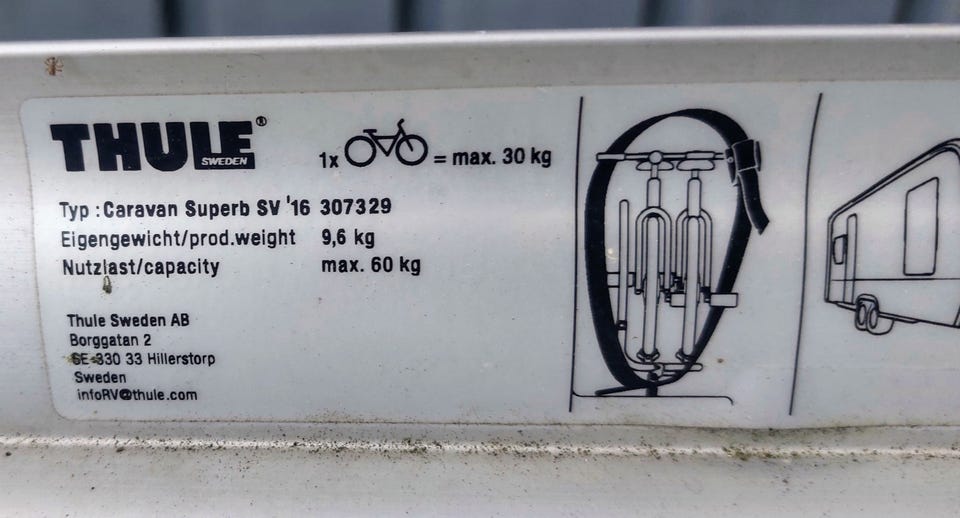 THULE®
SWEDEN
1x = max. 30 kg
Typ : Caravan Superb SV '16 307329
Eigengewicht/prod.weight 9,6 kg
Nutzlast/capacity max. 60 kg
Thule Sweden AB
Borggatan 2
SE-330 33 Hillerstorp
Sweden
infoRV@thule.com